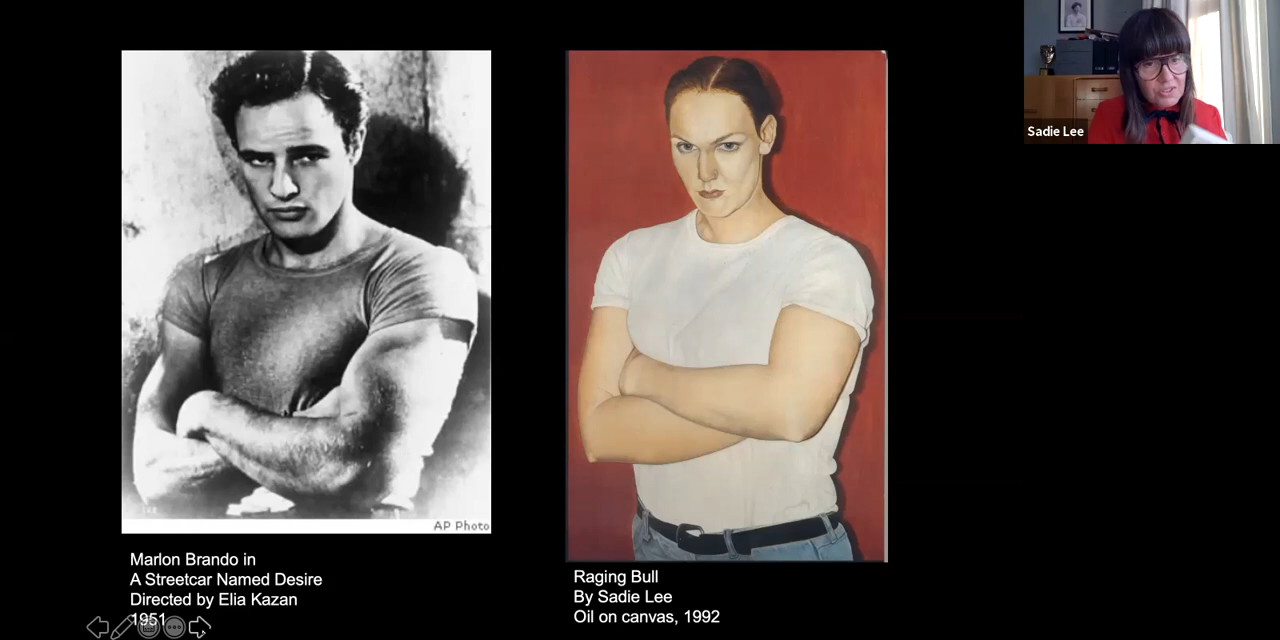 Sadie Lee
AP Photo
Marlon Brando in
A Streetcar Named Desire
Directed by Elia Kazan
1951
Raging Bull
By Sadie Lee
Oil on canvas, 1992